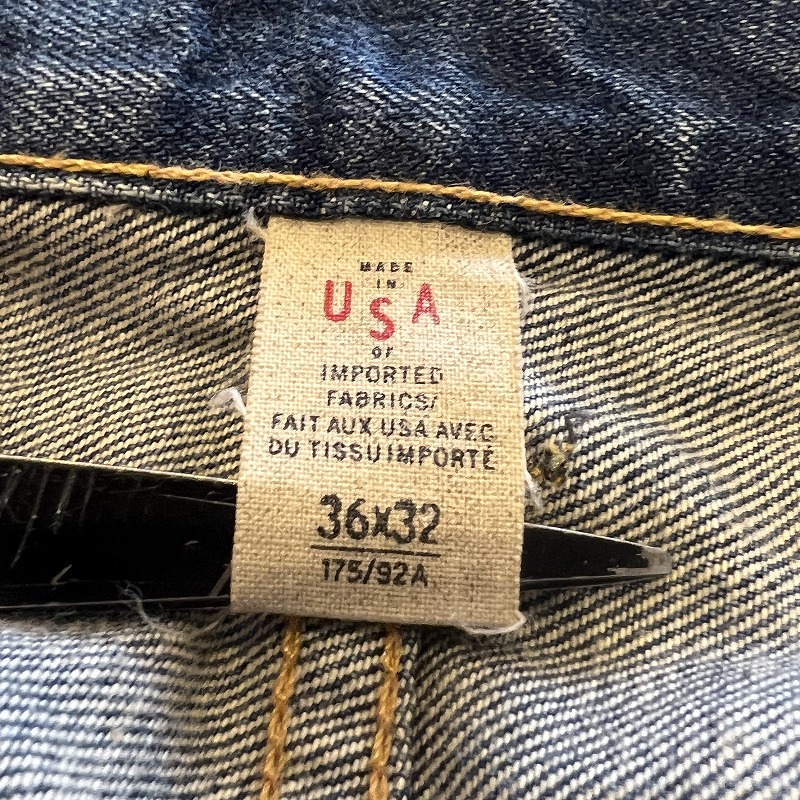 MADE
IN
USA
OF
IMPORTED
FABRICS/
FAIT AUX USA AVEC
DU TISSU IMPORTÉ
36X32
175/92A